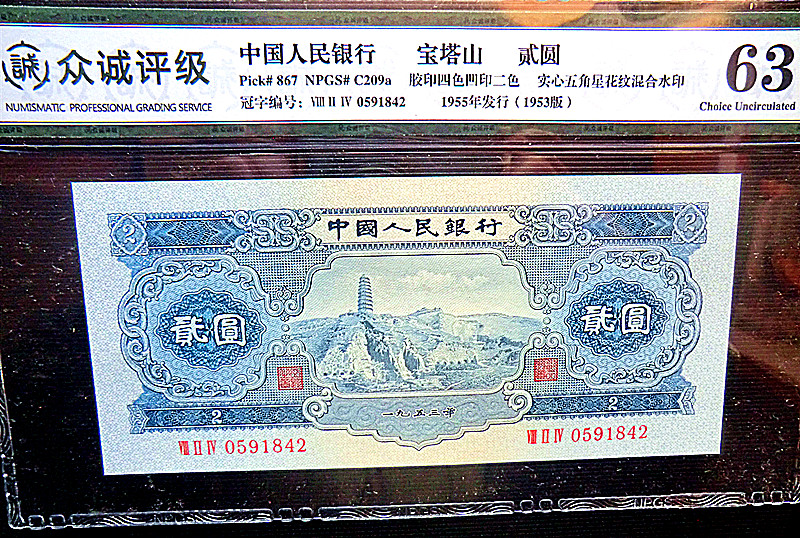 誠 众诚评级
NUMISMATIC PROFESSIONAL GRADING SERVICE
中国人民银行 宝塔山 贰圆
Pick# 867 NPGS# C209a 胶印四色凹印二色 实心五角星花纹混合水印
冠字编号：Ⅷ Ⅱ Ⅳ 0591842 1955年发行（1953版）
63
Choice Uncirculated
2 中國人民銀行 2
貳圓 貳圓
2 一九五三年 2
Ⅷ Ⅱ Ⅳ 0591842 Ⅷ Ⅱ Ⅳ 0591842